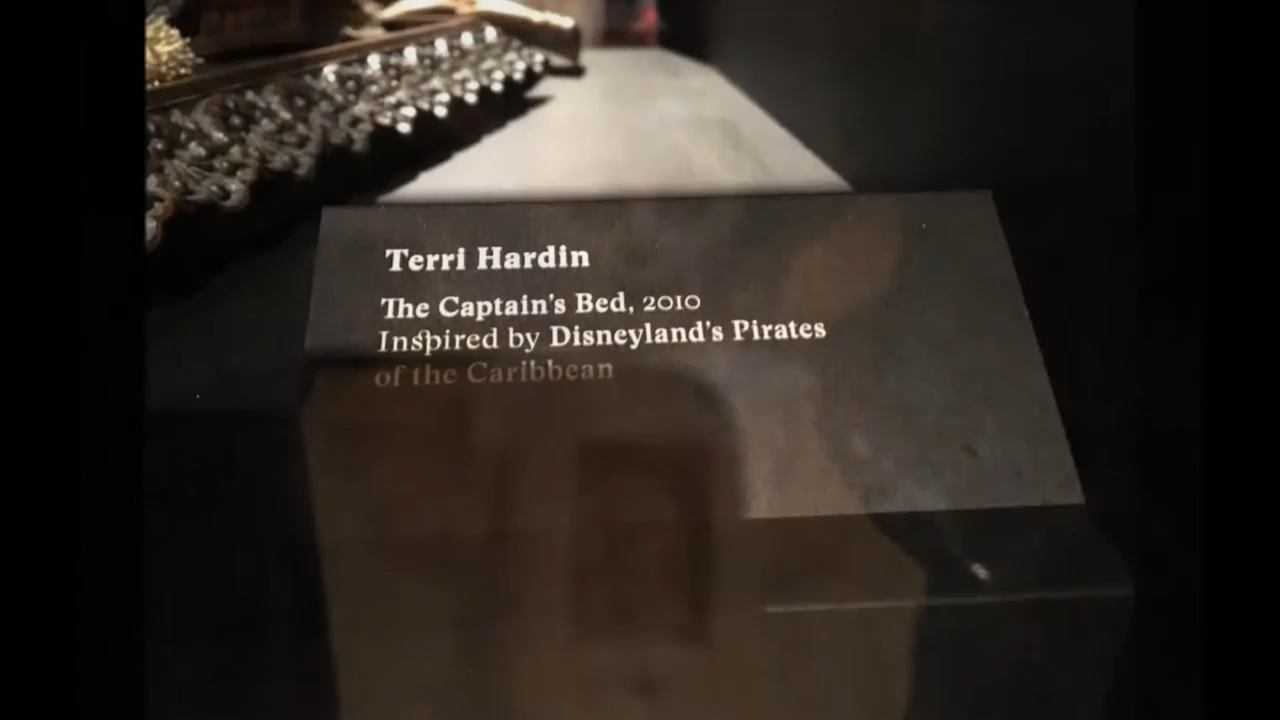 Terri Hardin
The Captain's Bed, 2010
Inspired by Disneyland's Pirates
of the Caribbean